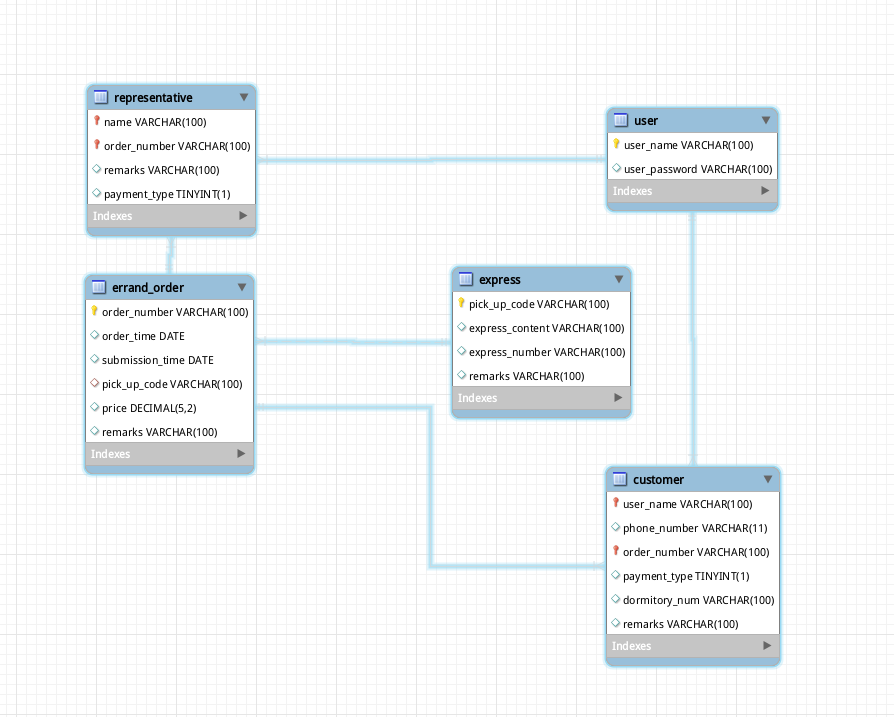 representative
name VARCHAR(100)
order_number VARCHAR(100)
remarks VARCHAR(100)
payment_type TINYINT(1)
Indexes
user
user_name VARCHAR(100)
user_password VARCHAR(100)
Indexes
errand_order
order_number VARCHAR(100)
order_time DATE
submission_time DATE
pick_up_code VARCHAR(100)
price DECIMAL(5,2)
remarks VARCHAR(100)
Indexes
express
pick_up_code VARCHAR(100)
express_content VARCHAR(100)
express_number VARCHAR(100)
remarks VARCHAR(100)
Indexes
customer
user_name VARCHAR(100)
phone_number VARCHAR(11)
order_number VARCHAR(100)
payment_type TINYINT(1)
dormitory_num VARCHAR(100)
remarks VARCHAR(100)
Indexes